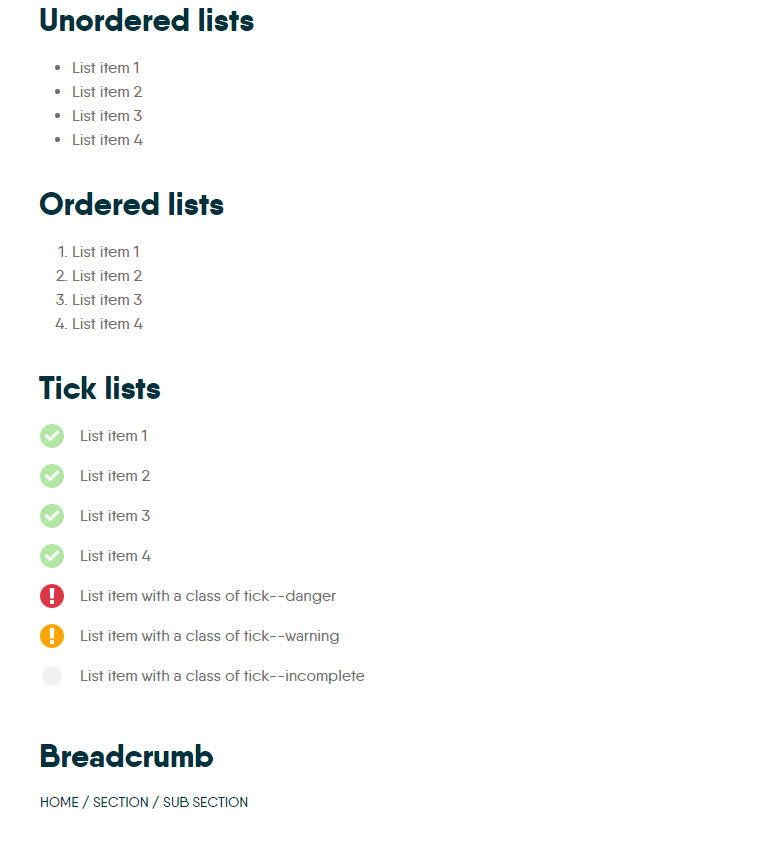 Unordered lists
List item 1
List item 2
List item 3
List item 4
Ordered lists
1. List item 1
2. List item 2
3. List item 3
4. List item 4
Tick lists
List item 1
List item 2
List item 3
List item 4
List item with a class of tick--danger
List item with a class of tick--warning
List item with a class of tick--incomplete
Breadcrumb
HOME / SECTION / SUB SECTION